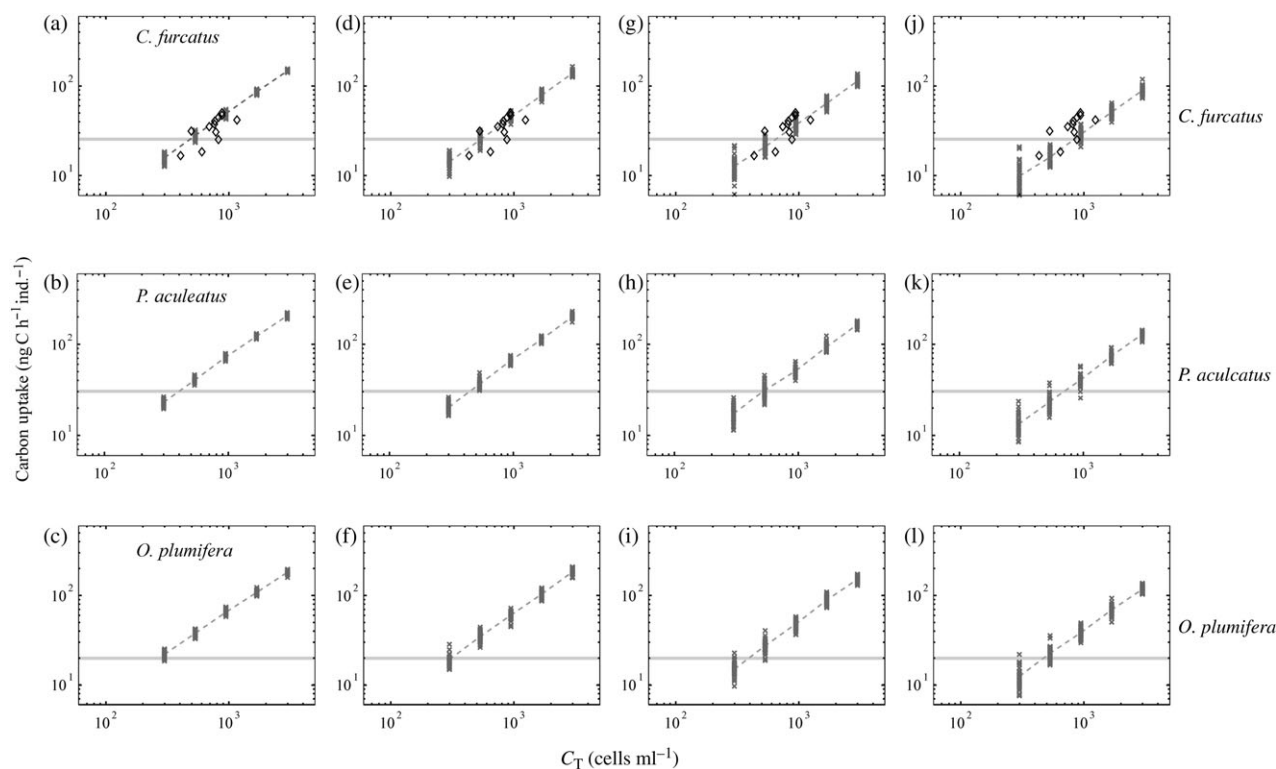 (a) C. furcatus (d) (g) (j)
10² 10² 10² 10²
C. furcatus
10¹ 10¹ 10¹ 10¹
10² 10³ 10² 10³ 10² 10³ 10² 10³
(b) P. aculeatus (e) (h) (k)
10² 10² 10² 10²
P. aculcatus
10¹ 10¹ 10¹ 10¹
10² 10³ 10² 10³ 10² 10³ 10² 10³
Carbon uptake (ng C h⁻¹ ind.⁻¹)
(c) O. plumifera (f) (i) (l)
10² 10² 10² 10²
O. plumifera
10¹ 10¹ 10¹ 10¹
10² 10³ 10² 10³ 10² 10³ 10² 10³
C_T (cells ml⁻¹)